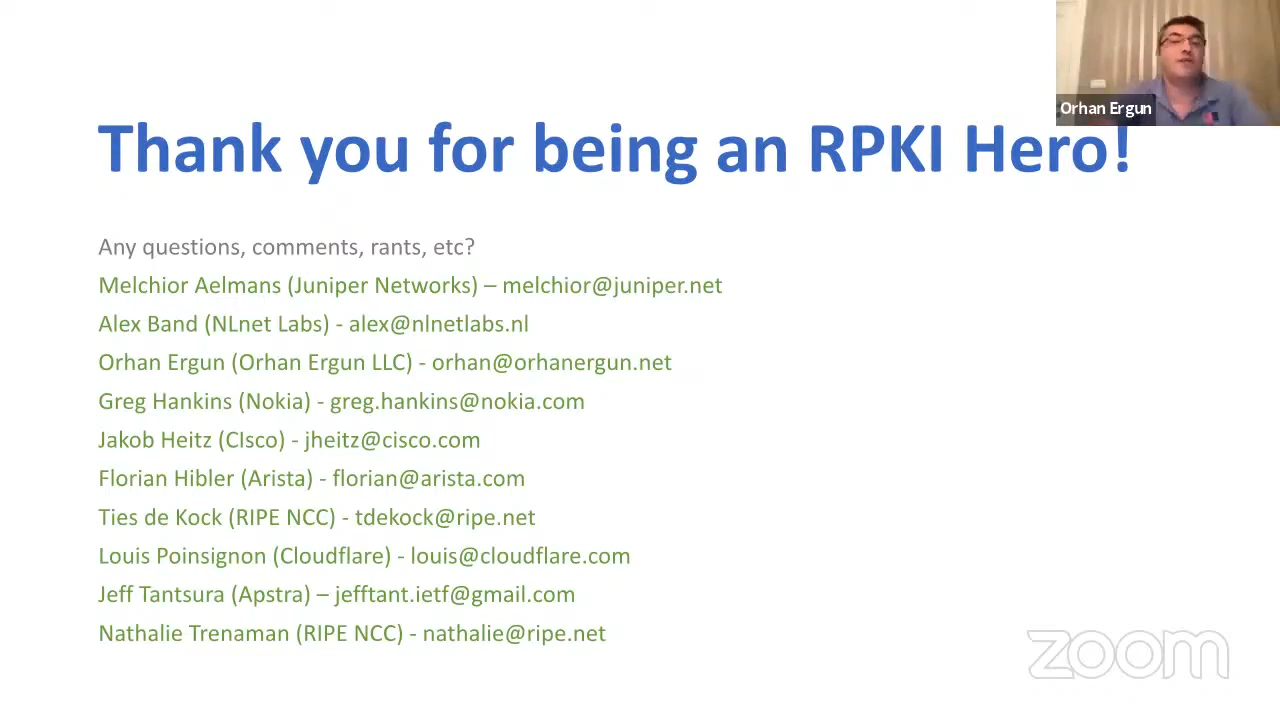 Orhan Ergun
Thank you for being an RPKI Hero!
Any questions, comments, rants, etc?
Melchior Aelmans (Juniper Networks) – melchior@juniper.net
Alex Band (NLnet Labs) - alex@nlnetlabs.nl
Orhan Ergun (Orhan Ergun LLC) - orhan@orhanergun.net
Greg Hankins (Nokia) - greg.hankins@nokia.com
Jakob Heitz (CIsco) - jheitz@cisco.com
Florian Hibler (Arista) - florian@arista.com
Ties de Kock (RIPE NCC) - tdekock@ripe.net
Louis Poinsignon (Cloudflare) - louis@cloudflare.com
Jeff Tantsura (Apstra) – jefftant.ietf@gmail.com
Nathalie Trenaman (RIPE NCC) - nathalie@ripe.net
zoom